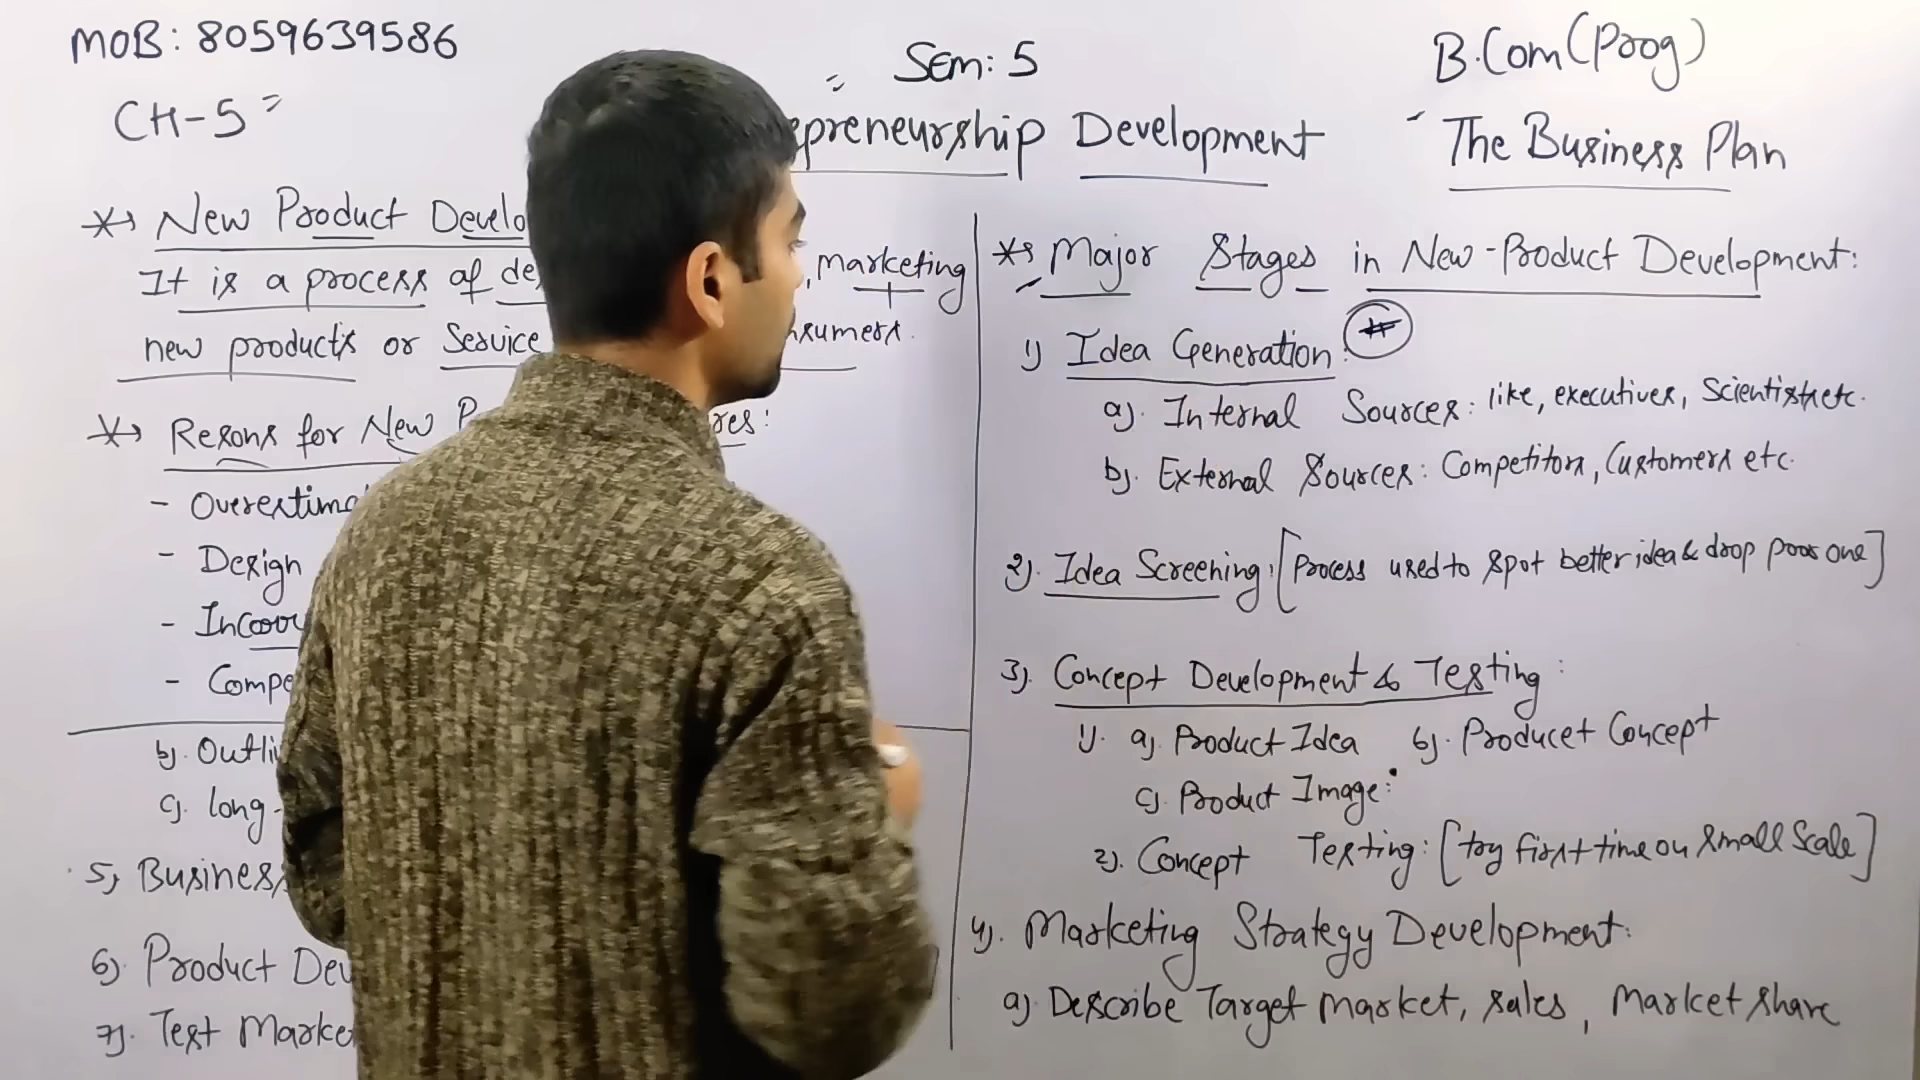 MOB: 8059639586
SEM: 5
B.Com (Prog)
CH-5
epreneurship Development
The Business Plan
New Product Develo
It is a process of de , marketing
new products or Service nsumers.
Resons for New P res:
- Overestima
- Design
- Incorr
- Compe
b). Outli
c). long-
5) Business
6) Product Dev
7). Test Marke
Major Stages in New-Product Development:
1) Idea Generation: #
a). Internal Sources: like, executives, Scientists etc.
b). External Sources: Competitors, Customers etc.
2). Idea Screening: [Process used to spot better idea & drop poor one]
3). Concept Development & Testing:
1). a). Product Idea b). Producet Concept
c). Product Image:
2). Concept Testing: [try first time on small Scale]
4). Marketing Strategy Development:
a). Describe Target market, sales, Market share